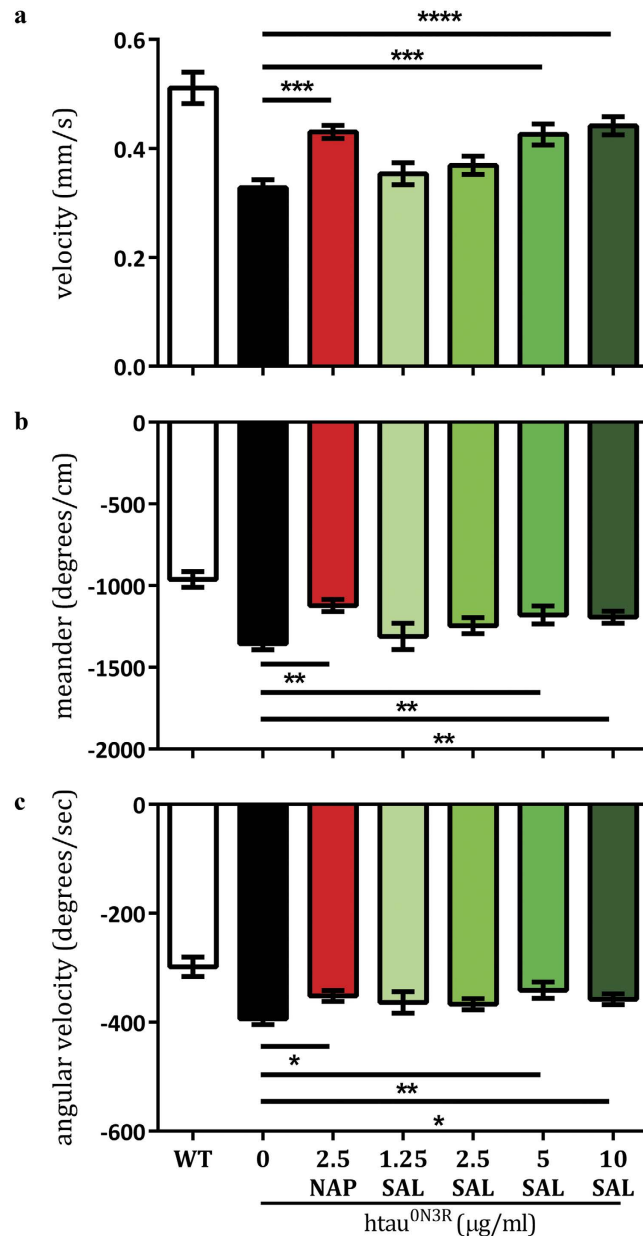 a
****
***
***
0.6
0.4
0.2
0.0
velocity (mm/s)
b
0
-500
-1000
-1500
-2000
meander (degrees/cm)
**
**
**
c
0
-200
-400
-600
angular velocity (degrees/sec)
*
**
*
WT 0 2.5 1.25 2.5 5 10
NAP SAL SAL SAL SAL
htau0N3R (µg/ml)